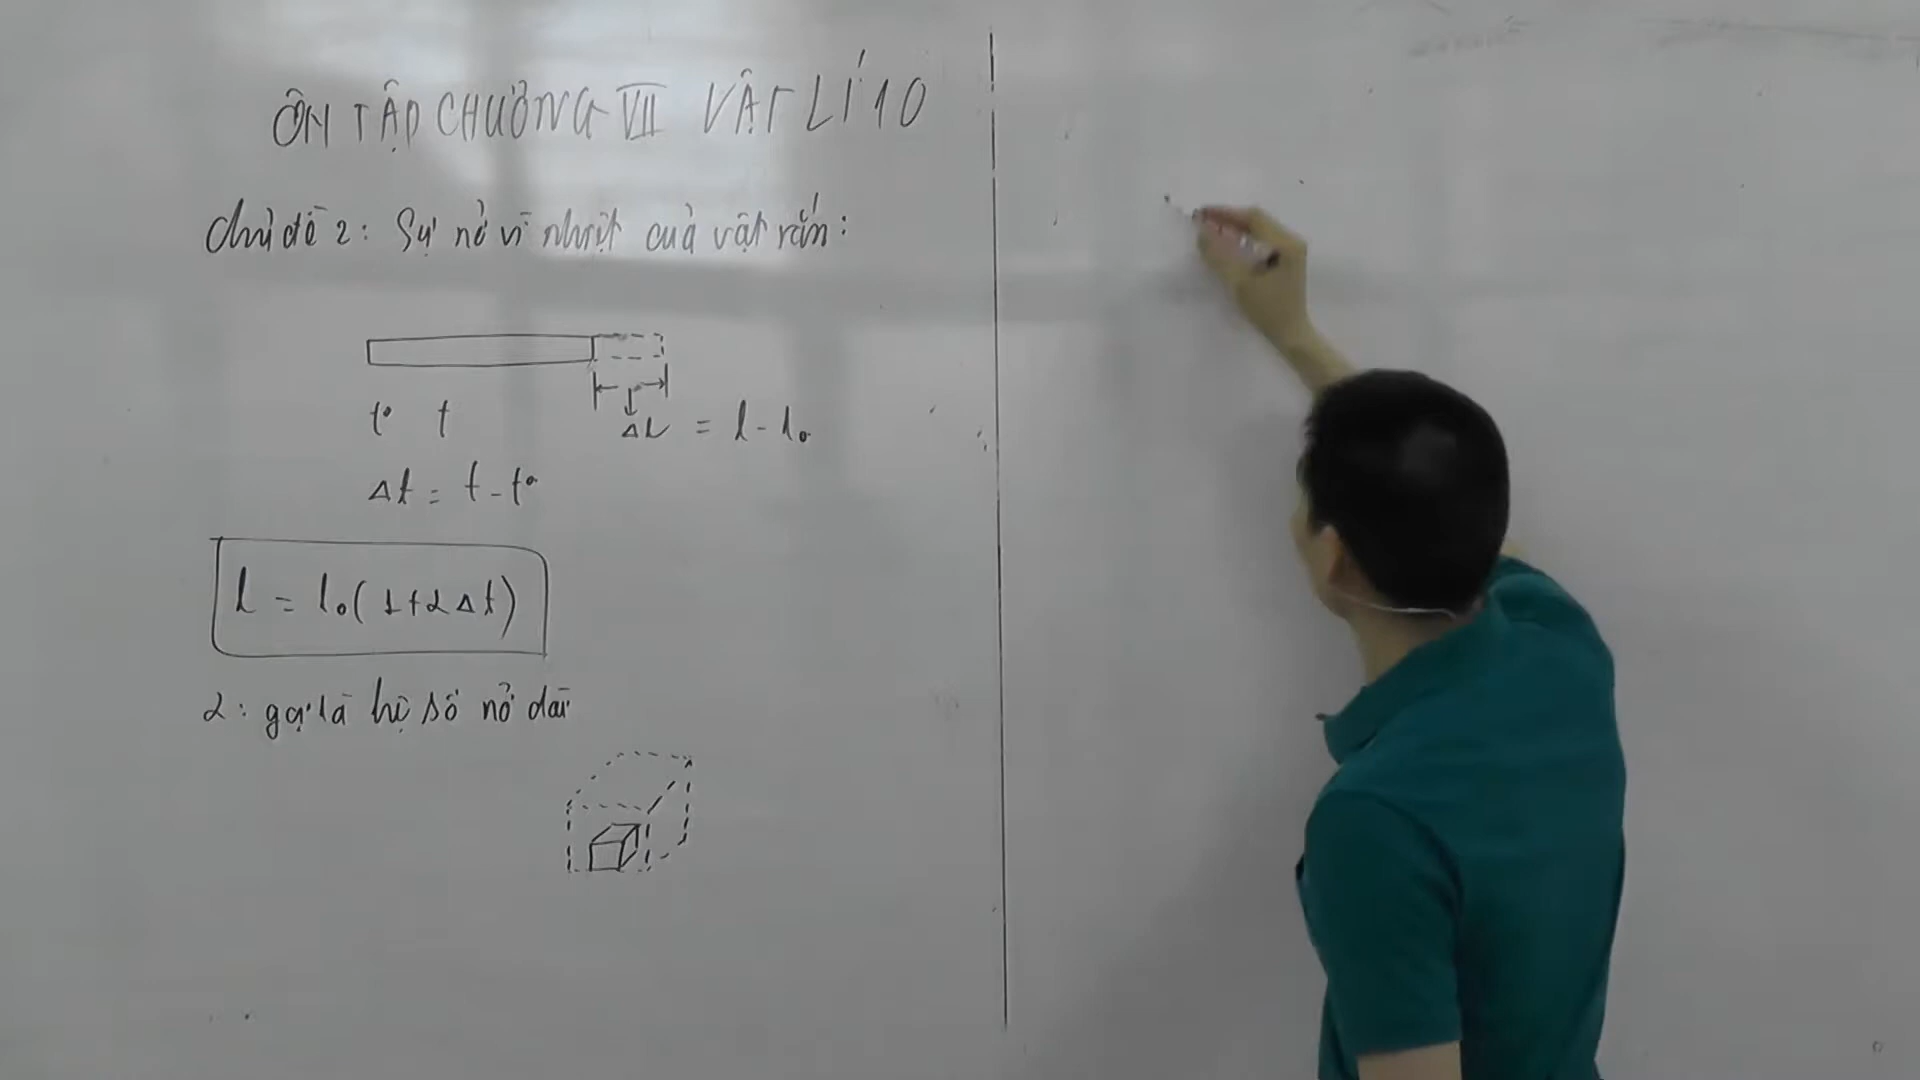 ÔN TẬP CHƯƠNG VII VẬT LÍ 10
Chủ đề 2: Sự nở vì nhiệt của vật rắn:
t₀ t
Δl = l - l₀
Δt = t - t₀
l = l₀(1+αΔt)
α: gọi là hệ số nở dài